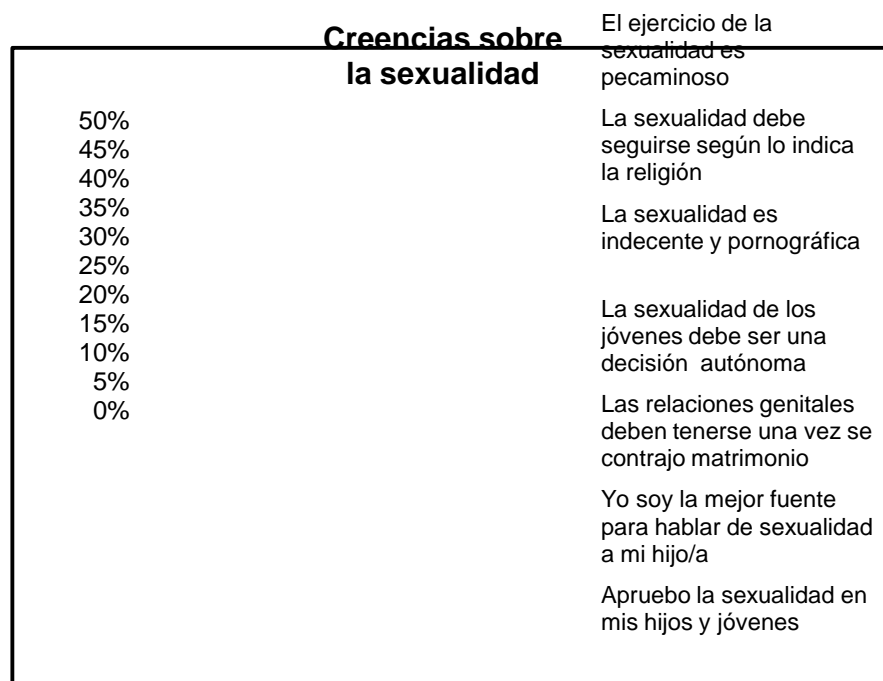 Creencias sobre
la sexualidad
50%
45%
40%
35%
30%
25%
20%
15%
10%
5%
0%
El ejercicio de la
sexualidad es
pecaminoso
La sexualidad debe
seguirse según lo indica
la religión
La sexualidad es
indecente y pornográfica
La sexualidad de los
jóvenes debe ser una
decisión autónoma
Las relaciones genitales
deben tenerse una vez se
contrajo matrimonio
Yo soy la mejor fuente
para hablar de sexualidad
a mi hijo/a
Apruebo la sexualidad en
mis hijos y jóvenes